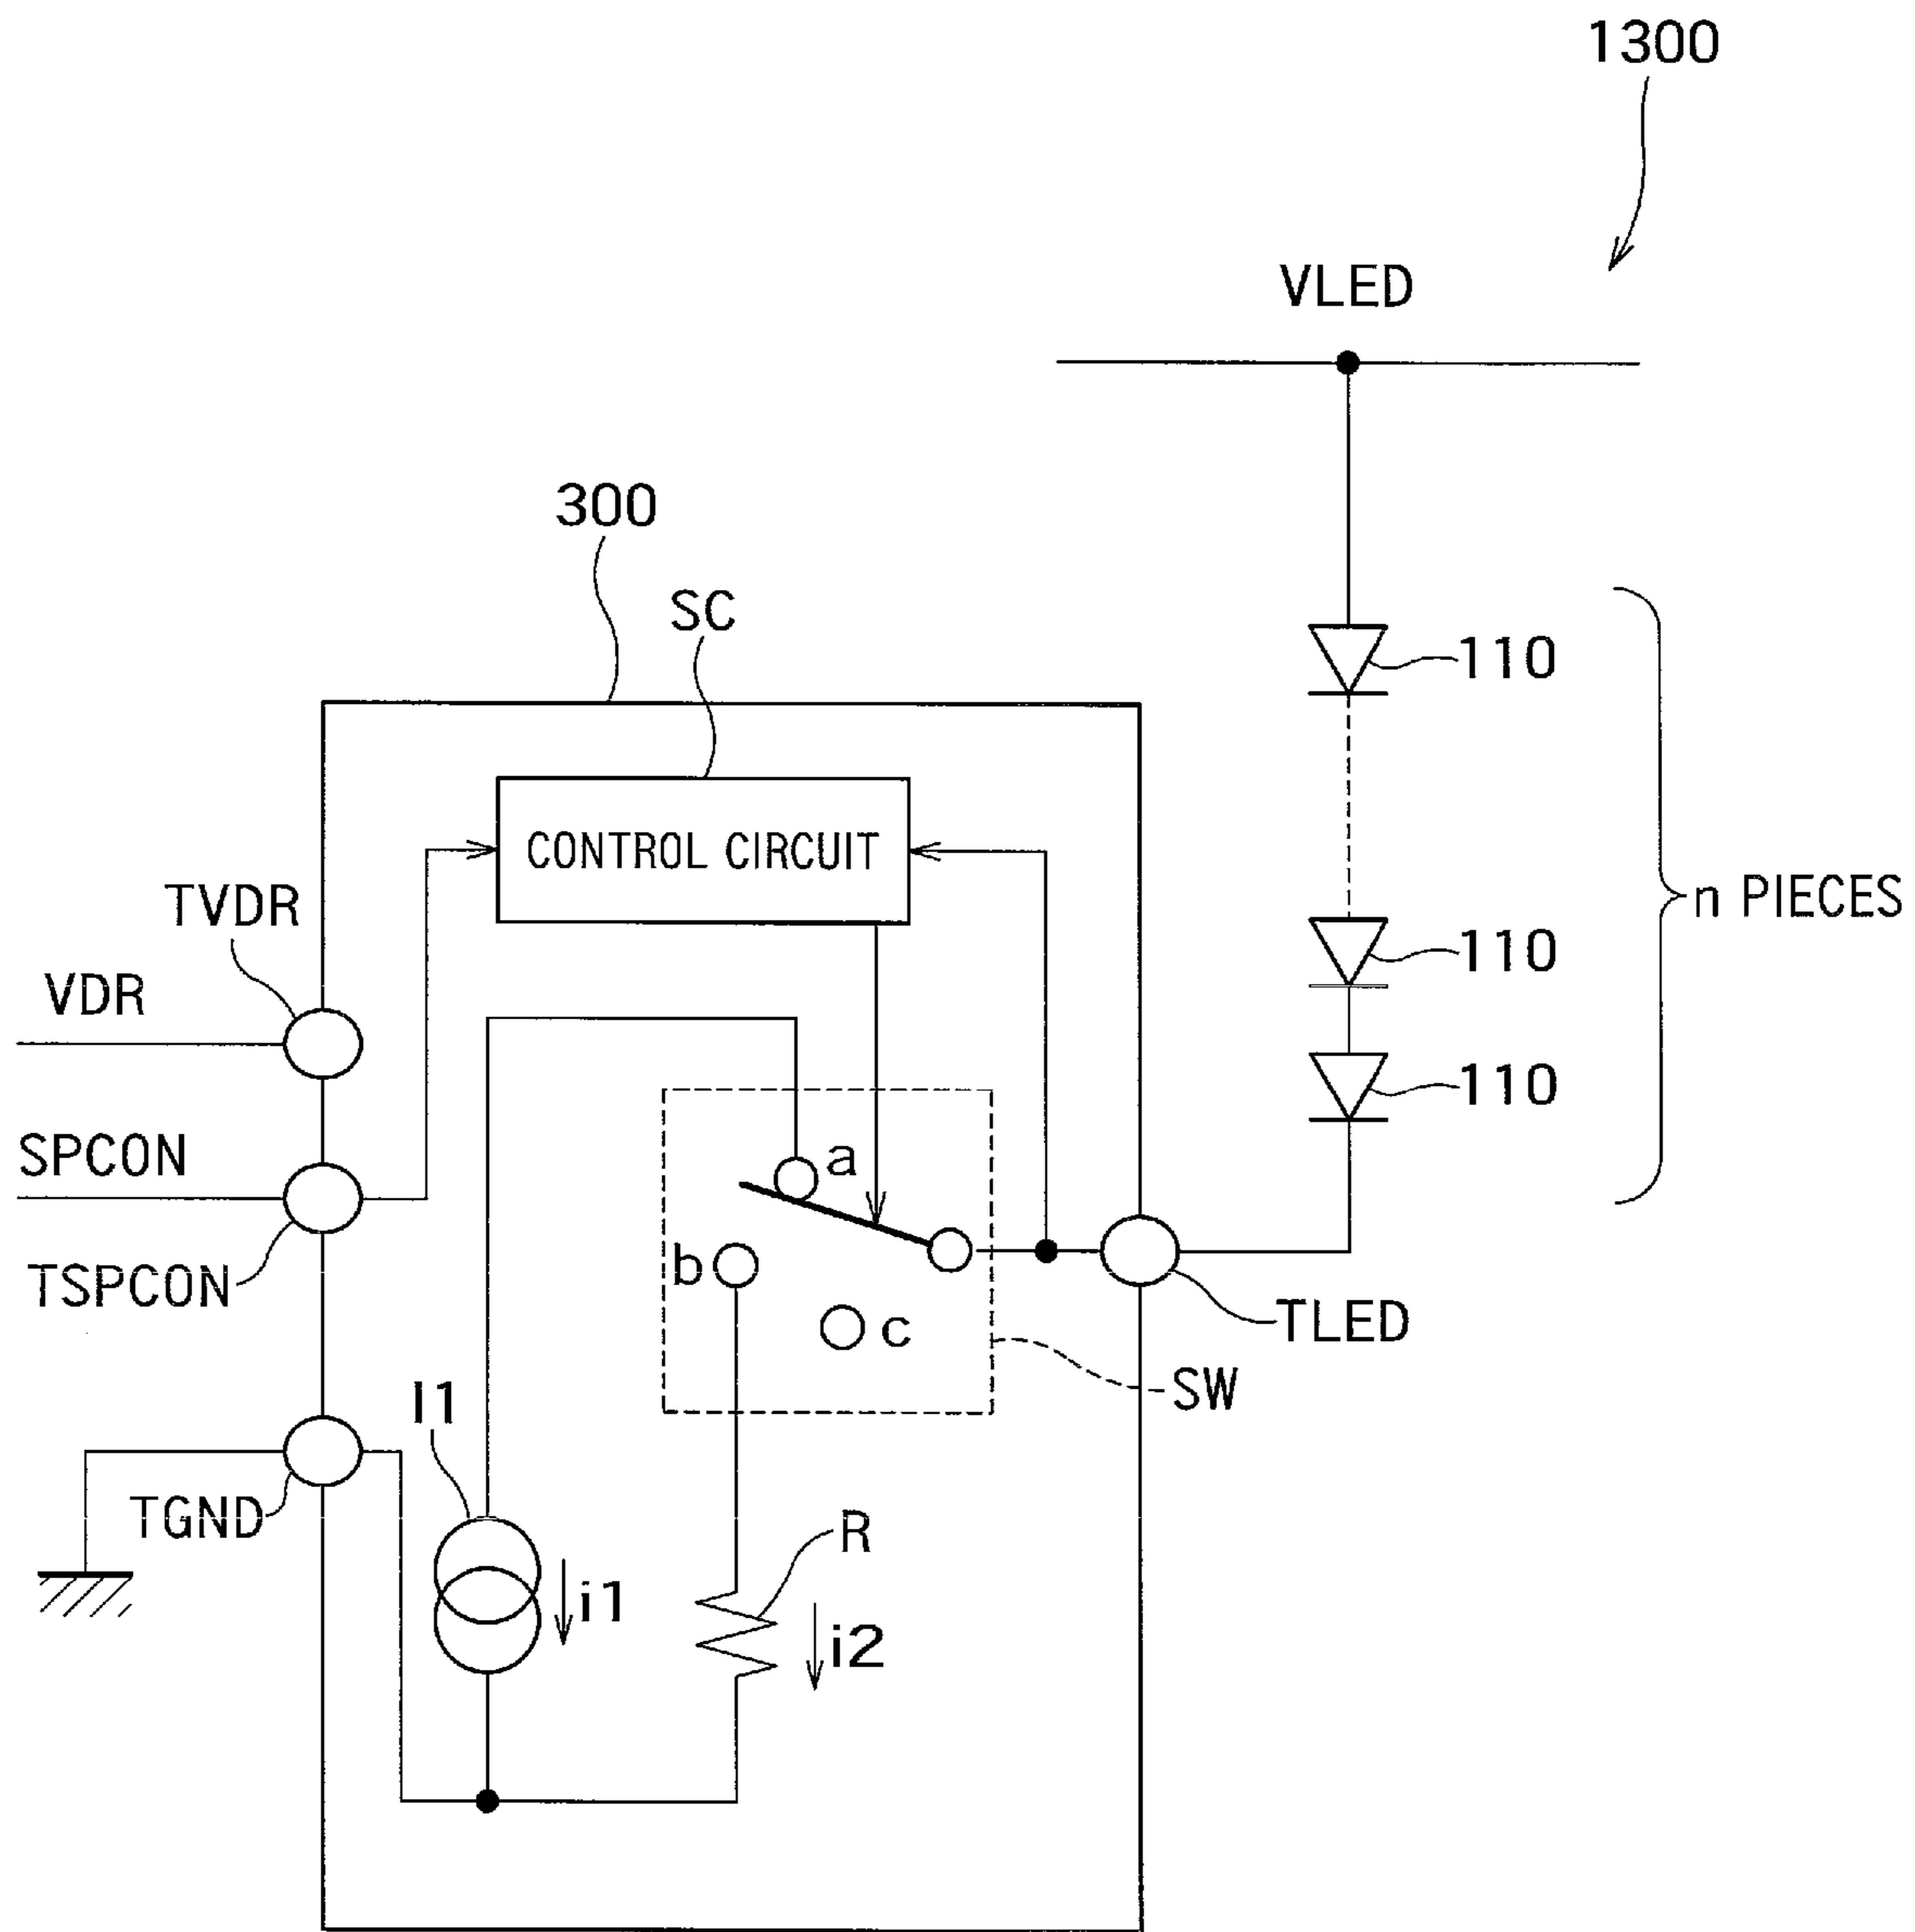 1300
VLED
300
SC
110
CONTROL CIRCUIT
TVDR
n PIECES
110
VDR
110
SPCON
a
b
TSPCON
c
TLED
SW
I1
TGND
R
i1
i2